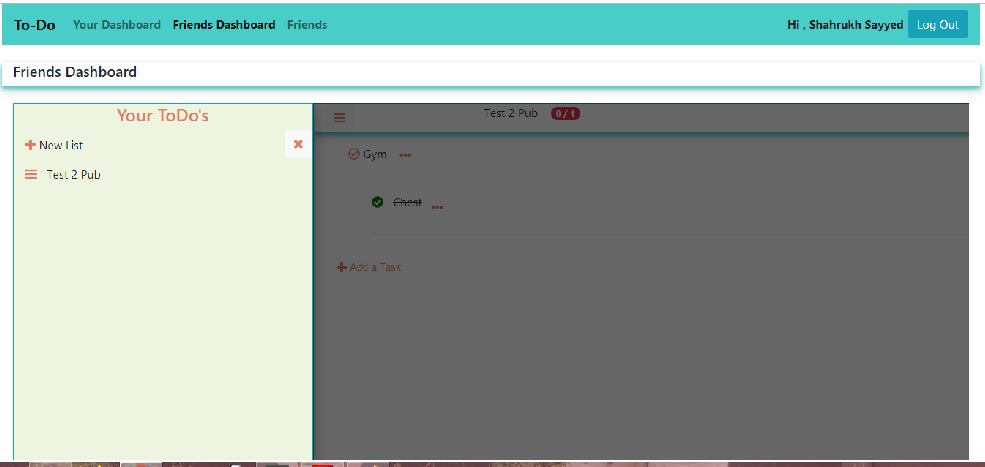 To-Do Your Dashboard Friends Dashboard Friends Hi , Shahrukh Sayyed Log Out
Friends Dashboard
Your ToDo's
New List
Test 2 Pub
Test 2 Pub 0 / 1
Gym
Chest
Add a Task